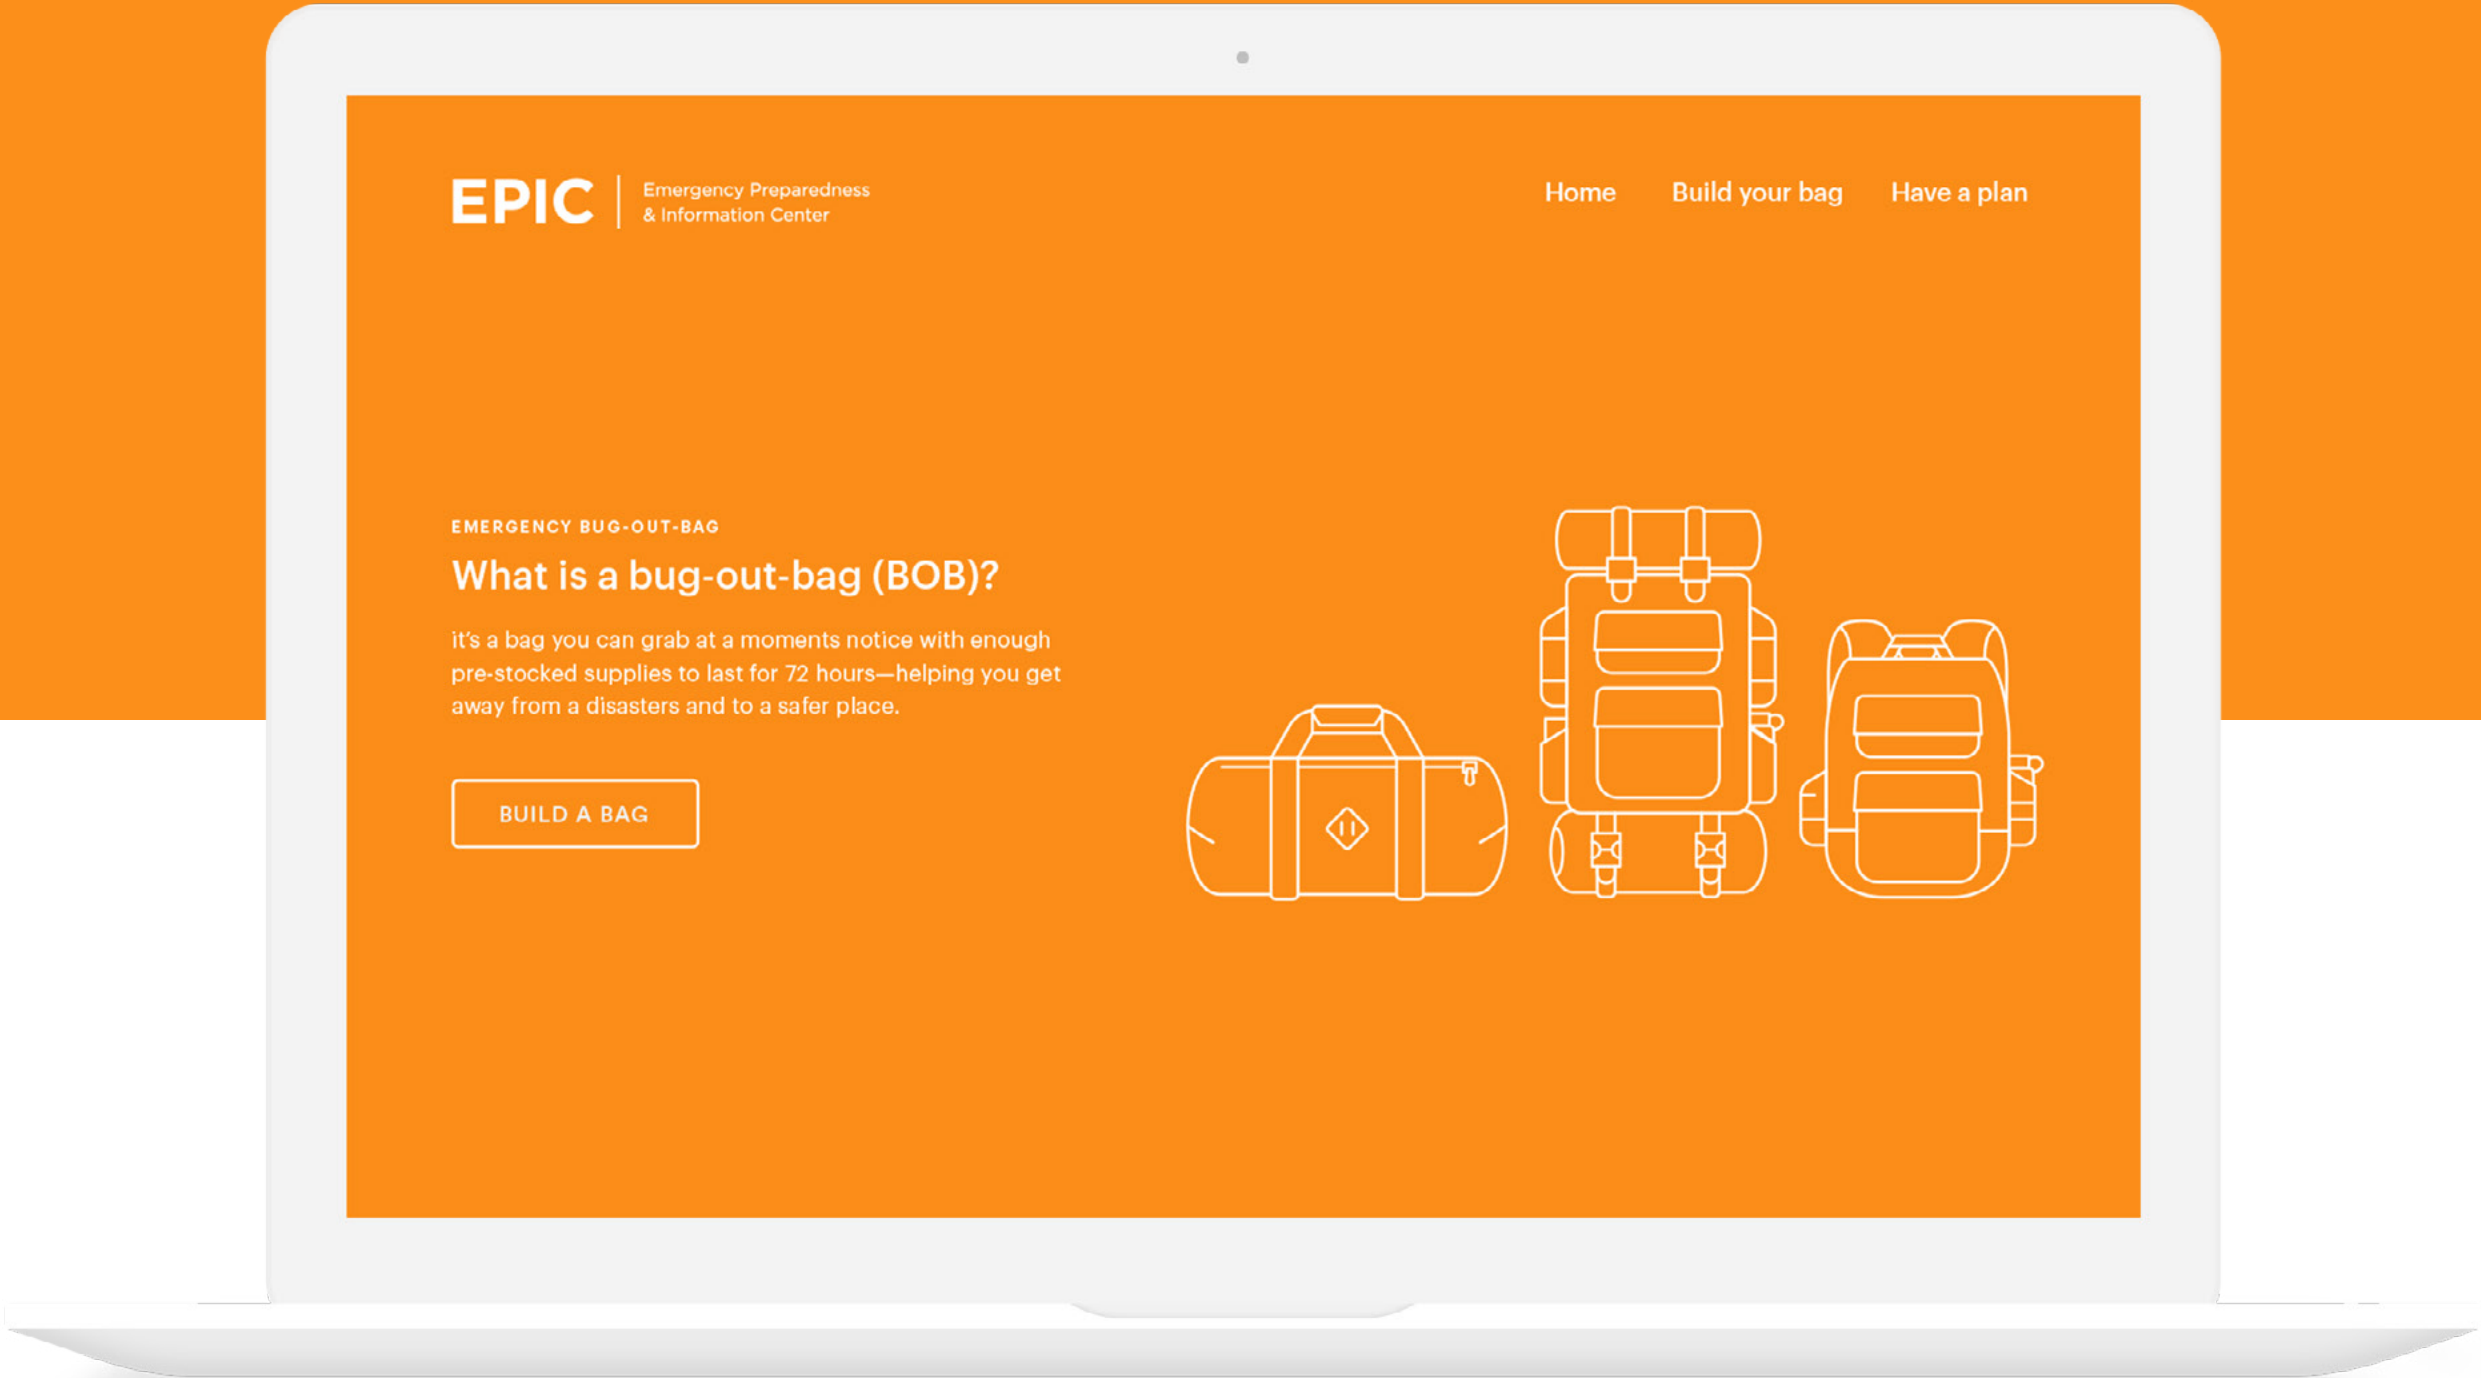 EPIC
Emergency Preparedness
& Information Center
Home
Build your bag
Have a plan
EMERGENCY BUG-OUT-BAG
What is a bug-out-bag (BOB)?
it's a bag you can grab at a moments notice with enough
pre-stocked supplies to last for 72 hours—helping you get
away from a disasters and to a safer place.
BUILD A BAG